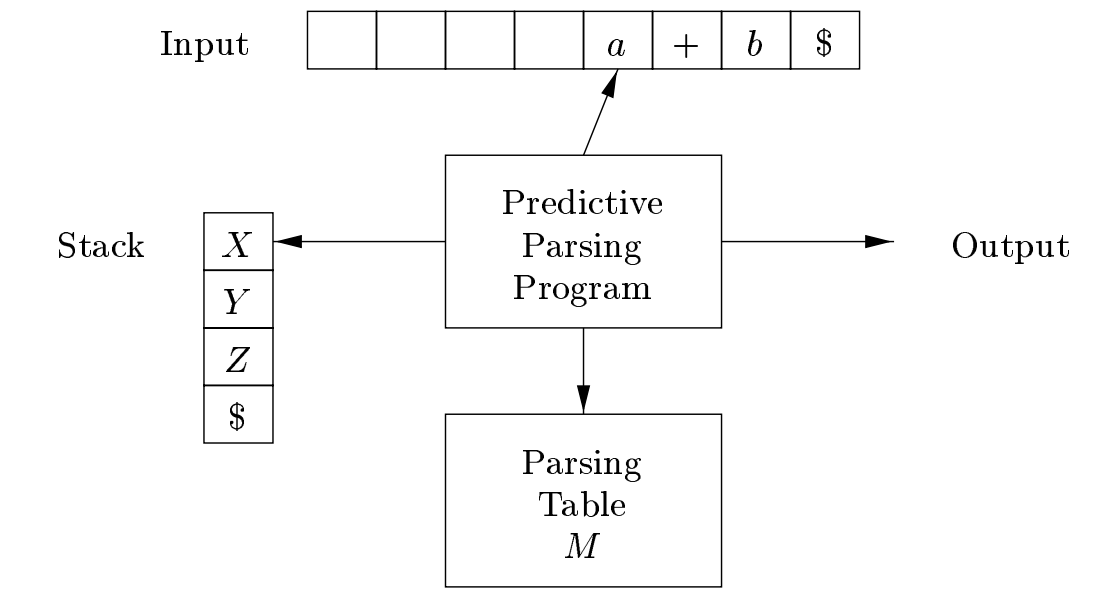 Input a + b $
Predictive
Parsing
Program
Stack X
Y
Z
$
Output
Parsing
Table
M